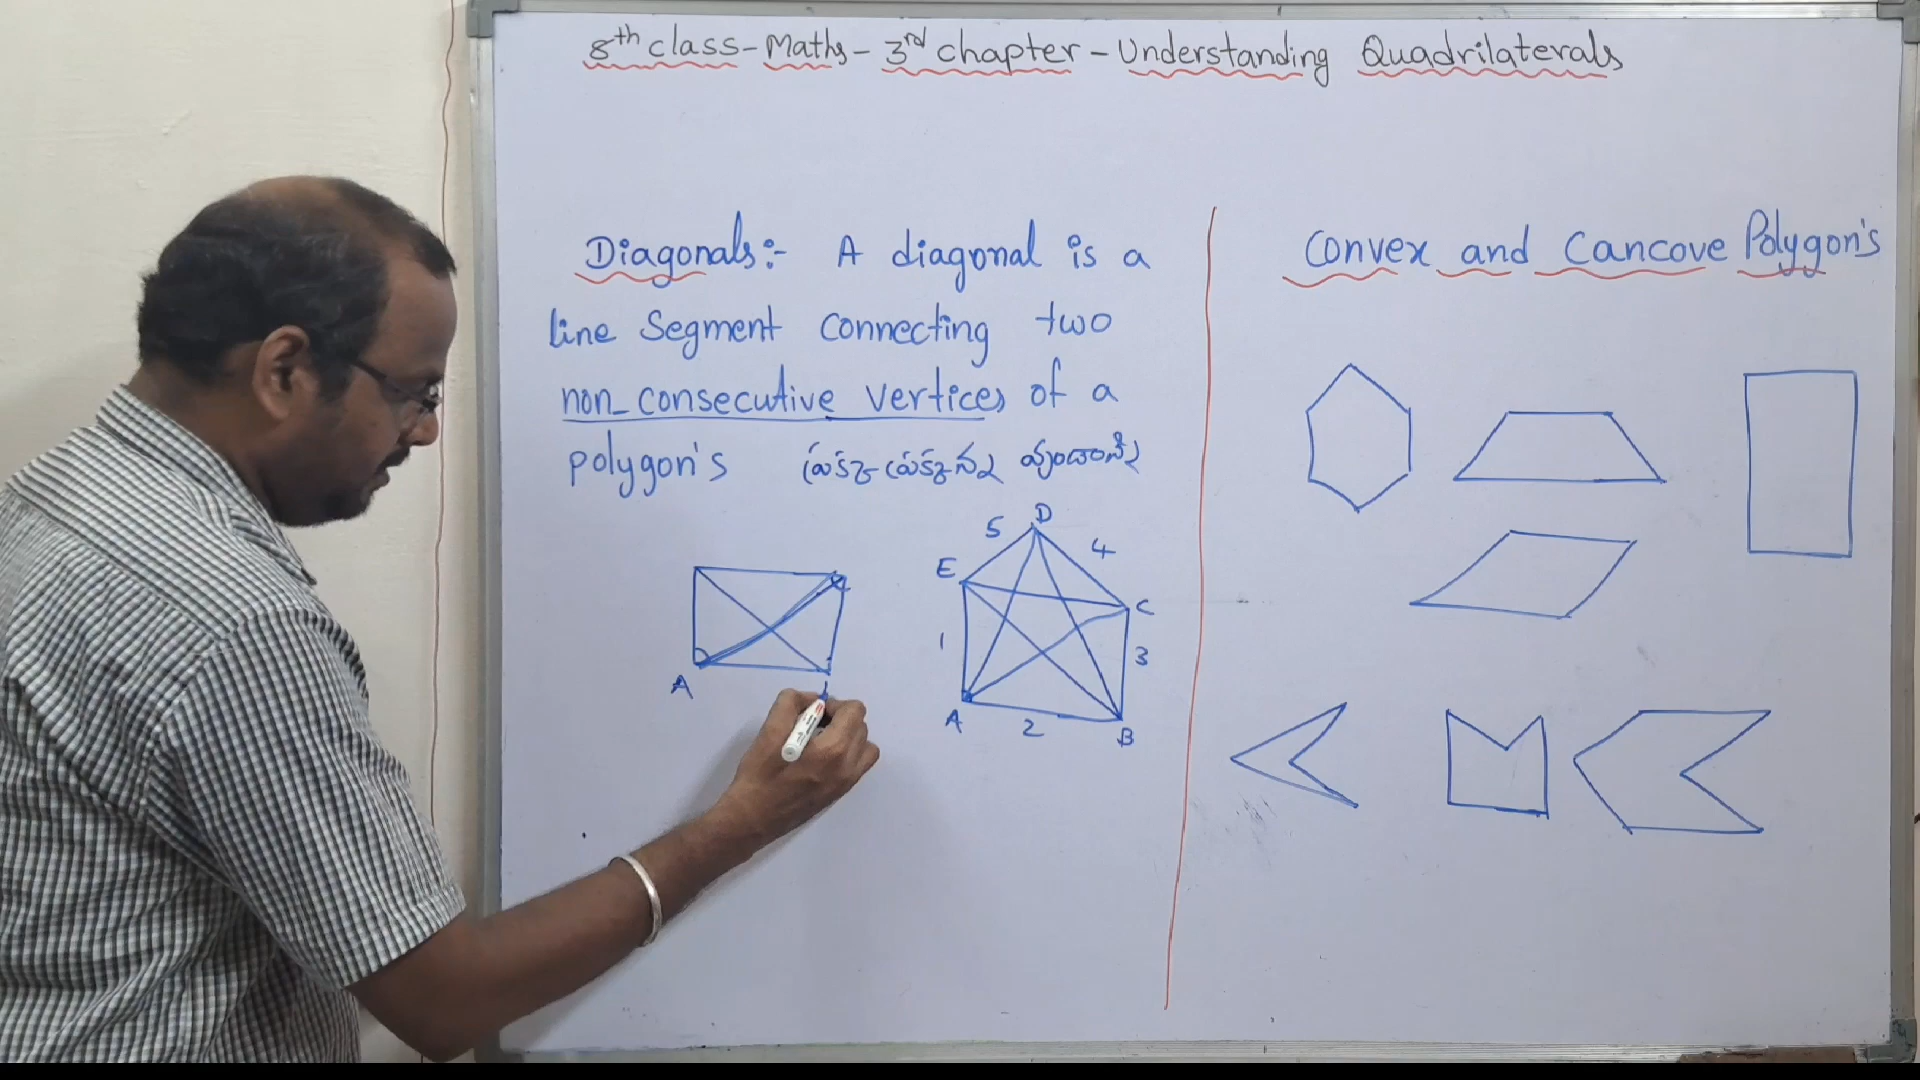 8th class - Maths - 3rd chapter - Understanding Quadrilaterals
Diagonals:- A diagonal is a
line Segment connecting two
non-consecutive vertices of a
polygon's
D
5
4
E
C
1
3
A
A
2
B
Convex and Cancove Polygon's